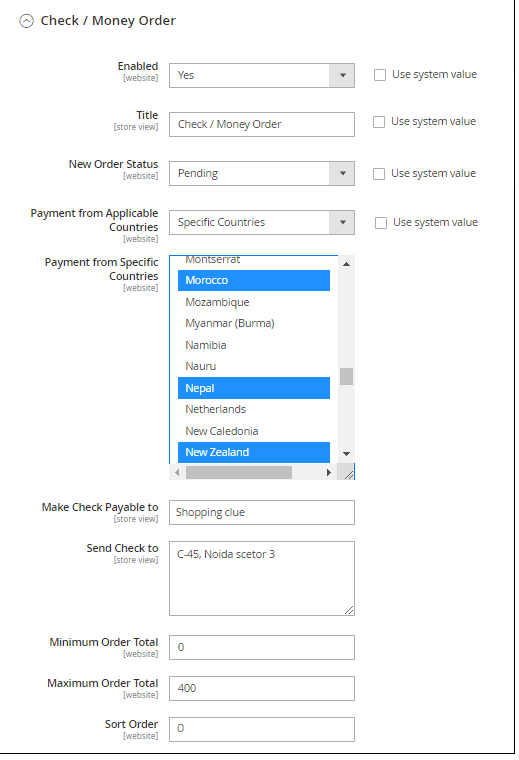 Check / Money Order
Enabled
[website]
Yes
Use system value
Title
[store view]
Check / Money Order
Use system value
New Order Status
[website]
Pending
Use system value
Payment from Applicable
Countries
[website]
Specific Countries
Use system value
Payment from Specific
Countries
[website]
Montserrat
Morocco
Mozambique
Myanmar (Burma)
Namibia
Nauru
Nepal
Netherlands
New Caledonia
New Zealand
Make Check Payable to
[store view]
Shopping clue
Send Check to
[store view]
C-45, Noida scetor 3
Minimum Order Total
[website]
0
Maximum Order Total
[website]
400
Sort Order
[website]
0